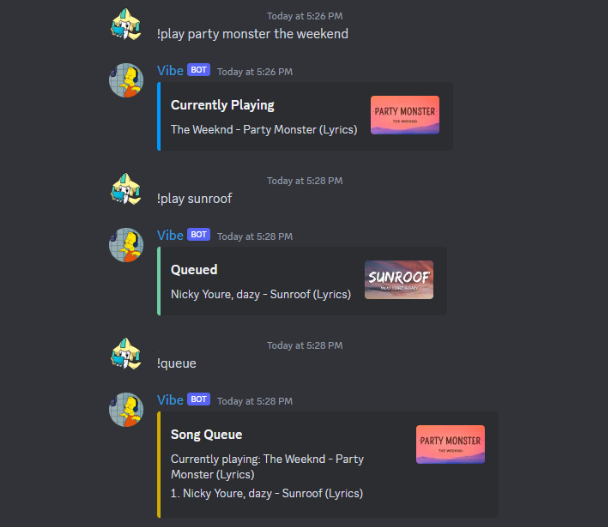 Today at 5:26 PM
!play party monster the weekend
Vibe BOT Today at 5:26 PM
Currently Playing
The Weeknd - Party Monster (Lyrics)
PARTY MONSTER
THE WEEKND
Today at 5:28 PM
!play sunroof
Vibe BOT Today at 5:28 PM
Queued
Nicky Youre, dazy - Sunroof (Lyrics)
SUNROOF
Today at 5:28 PM
!queue
Vibe BOT Today at 5:28 PM
Song Queue
Currently playing: The Weeknd - Party
Monster (Lyrics)
1. Nicky Youre, dazy - Sunroof (Lyrics)
PARTY MONSTER
THE WEEKND